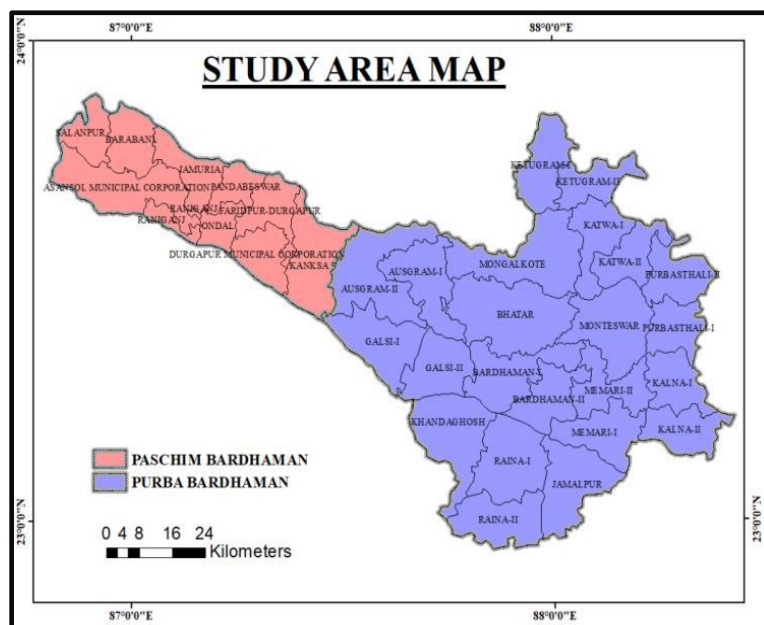 87°0'0"E
88°0'0"E
24°0'0"N
24°0'0"N
STUDY AREA MAP
SALANPUR
BARABANI
KETUGRAM-I
KETUGRAM-II
JAMURIA
ASANSOL MUNICIPAL CORPORATION
PANDABESWAR
RANIGANJ
FARIDPUR-DURGAPUR
RANIGANJ
ONDAL
KATWA-I
DURGAPUR MUNICIPAL CORPORATION
MONGALKOTE
KATWA-II
KANKSA
AUSGRAM-I
PURBASTHALI-II
AUSGRAM-II
BHATAR
MONTESWAR
PURBASTHALI-I
GALSI-I
GALSI-II
BARDHAMAN-I
KALNA-I
MEMARI-II
BARDHAMAN-II
KHANDAGHOSH
MEMARI-I
KALNA-II
PASCHIM BARDHAMAN
RAINA-I
PURBA BARDHAMAN
JAMALPUR
RAINA-II
0 4 8 16 24
Kilometers
23°0'0"N
23°0'0"N
87°0'0"E
88°0'0"E